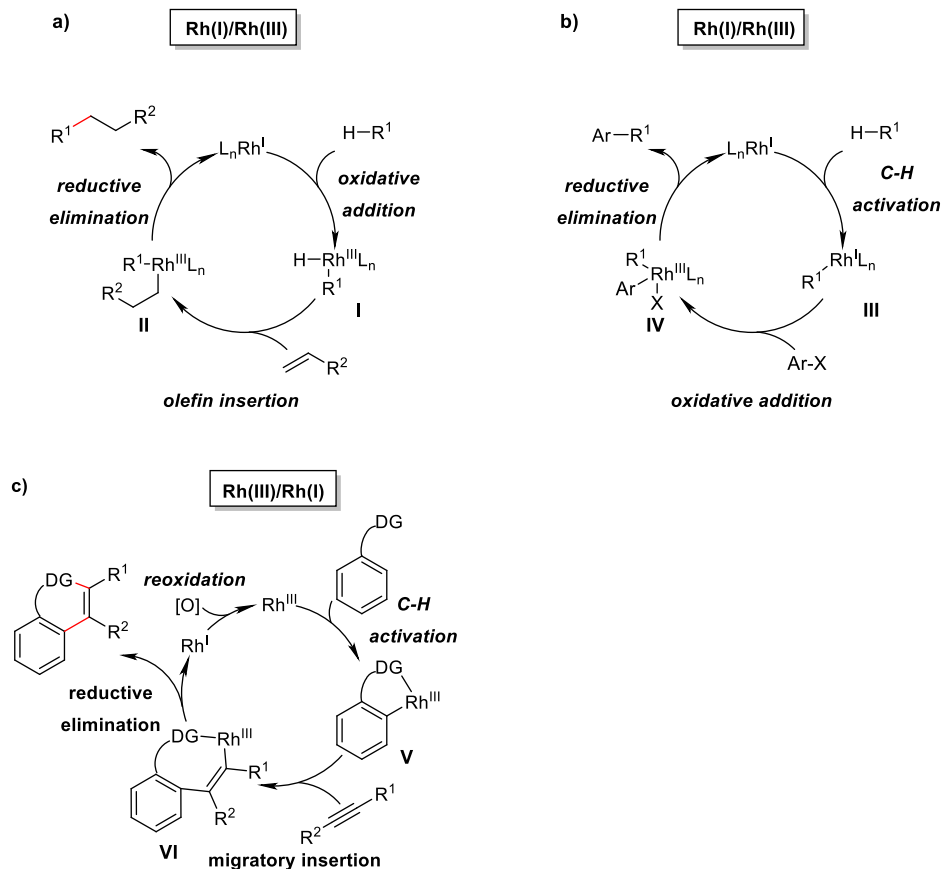 a)
Rh(I)/Rh(III)
R1
R2
LnRhI
H–R1
reductive
elimination
oxidative
addition
R1–RhIIILn
R2
II
H–RhIIILn
R1
I
R2
olefin insertion
b)
Rh(I)/Rh(III)
Ar–R1
LnRhI
H–R1
reductive
elimination
C-H
activation
R1
RhIIILn
Ar
X
IV
RhILn
R1
III
Ar-X
oxidative addition
c)
Rh(III)/Rh(I)
DG
DG
R1
R2
reoxidation
[O]
RhIII
RhI
C-H
activation
reductive
elimination
DG
RhIII
V
DG–RhIII
R1
R2
VI
R1
R2
migratory insertion